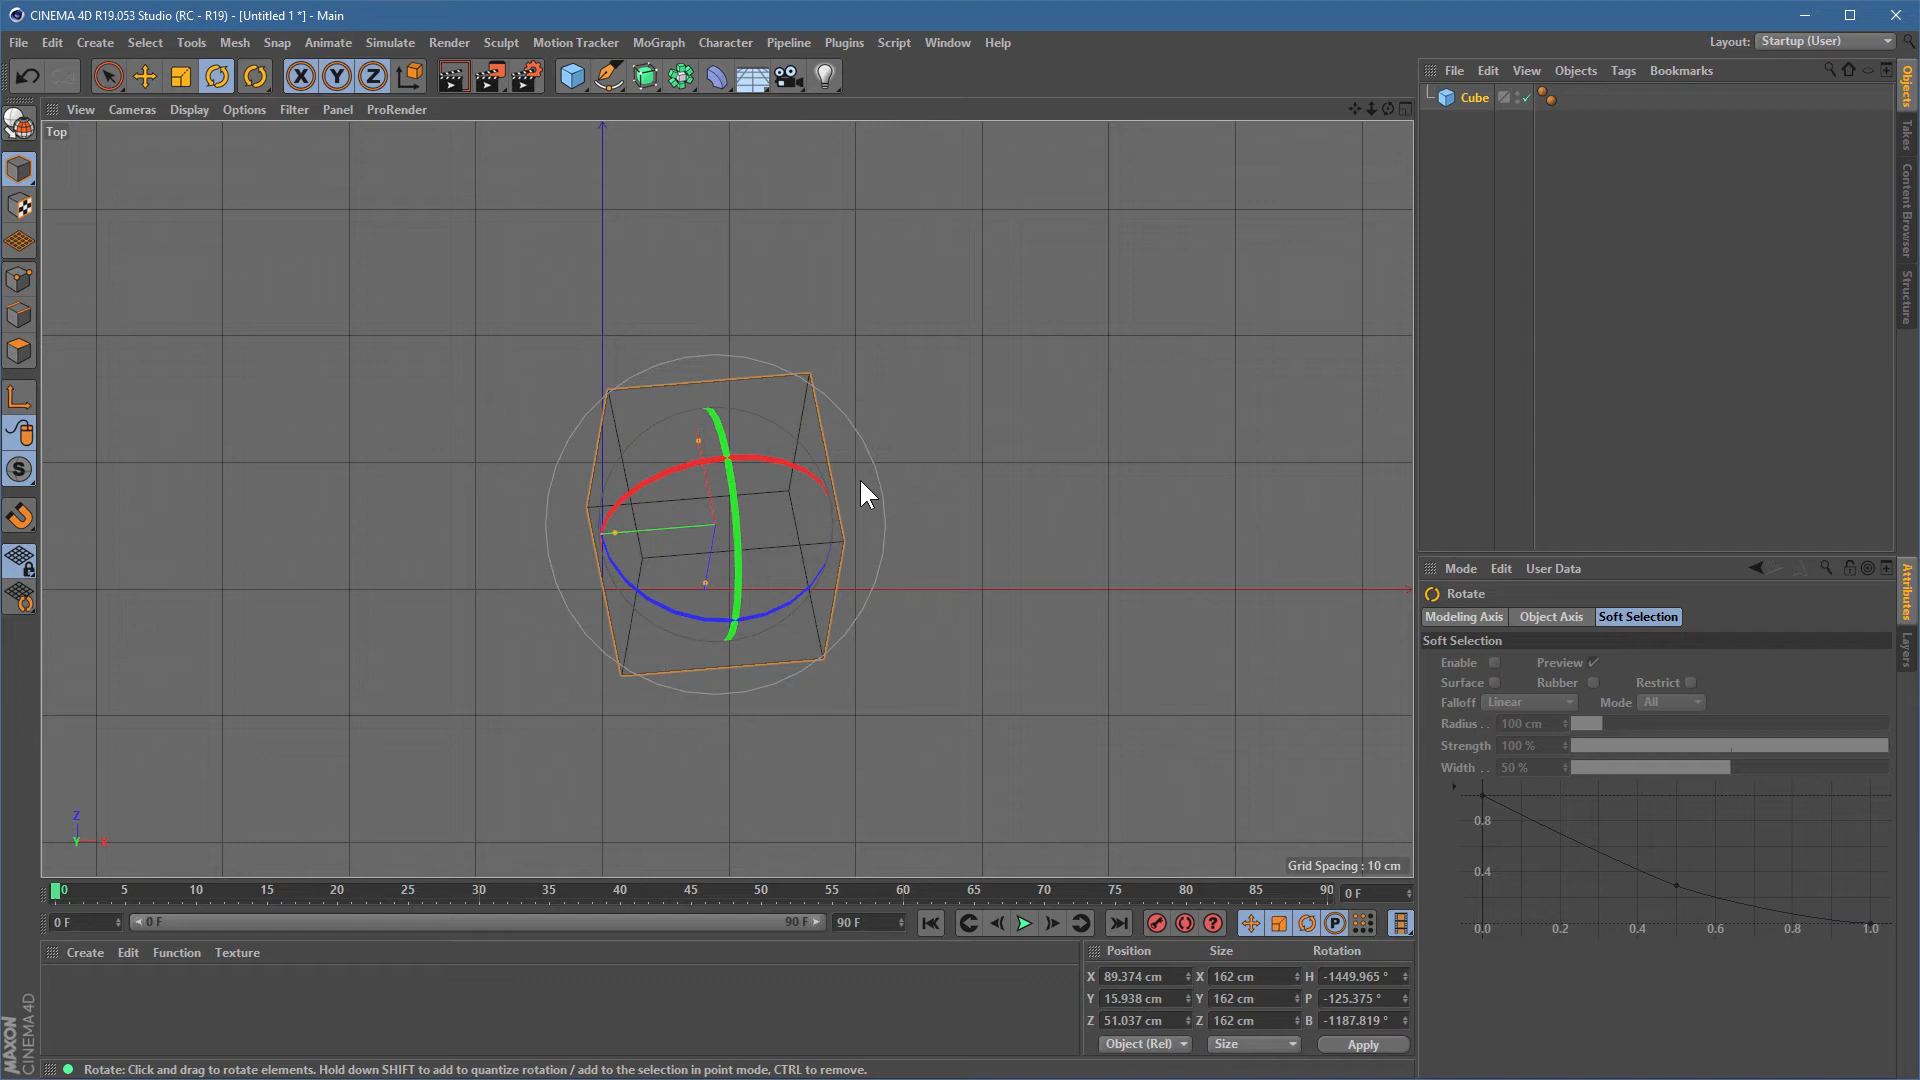 CINEMA 4D R19.053 Studio (RC - R19) - [Untitled 1 *] - Main
File Edit Create Select Tools Mesh Snap Animate Simulate Render Sculpt Motion Tracker MoGraph Character Pipeline Plugins Script Window Help
Layout: Startup (User)
X Y Z
File Edit View Objects Tags Bookmarks
View Cameras Display Options Filter Panel ProRender
Cube
Top
Objects
Takes
Content Browser
Structure
S
Mode Edit User Data
Rotate
Modeling Axis Object Axis Soft Selection
Soft Selection
Enable Preview
Surface Rubber Restrict
Falloff Linear Mode All
Radius . . 100 cm
Strength 100 %
Width . . 50 %
0.8
0.4
0.0 0.2 0.4 0.6 0.8 1.0
Attributes
Layers
Z
Y X
Grid Spacing : 10 cm
0 5 10 15 20 25 30 35 40 45 50 55 60 65 70 75 80 85 90 0 F
0 F 0 F 90 F 90 F ? P
Create Edit Function Texture
Position Size Rotation
X 89.374 cm X 162 cm H -1449.965 °
Y 15.938 cm Y 162 cm P -125.375 °
Z 51.037 cm Z 162 cm B -1187.819 °
Object (Rel) Size Apply
MAXON
CINEMA 4D
Rotate: Click and drag to rotate elements. Hold down SHIFT to add to quantize rotation / add to the selection in point mode, CTRL to remove.